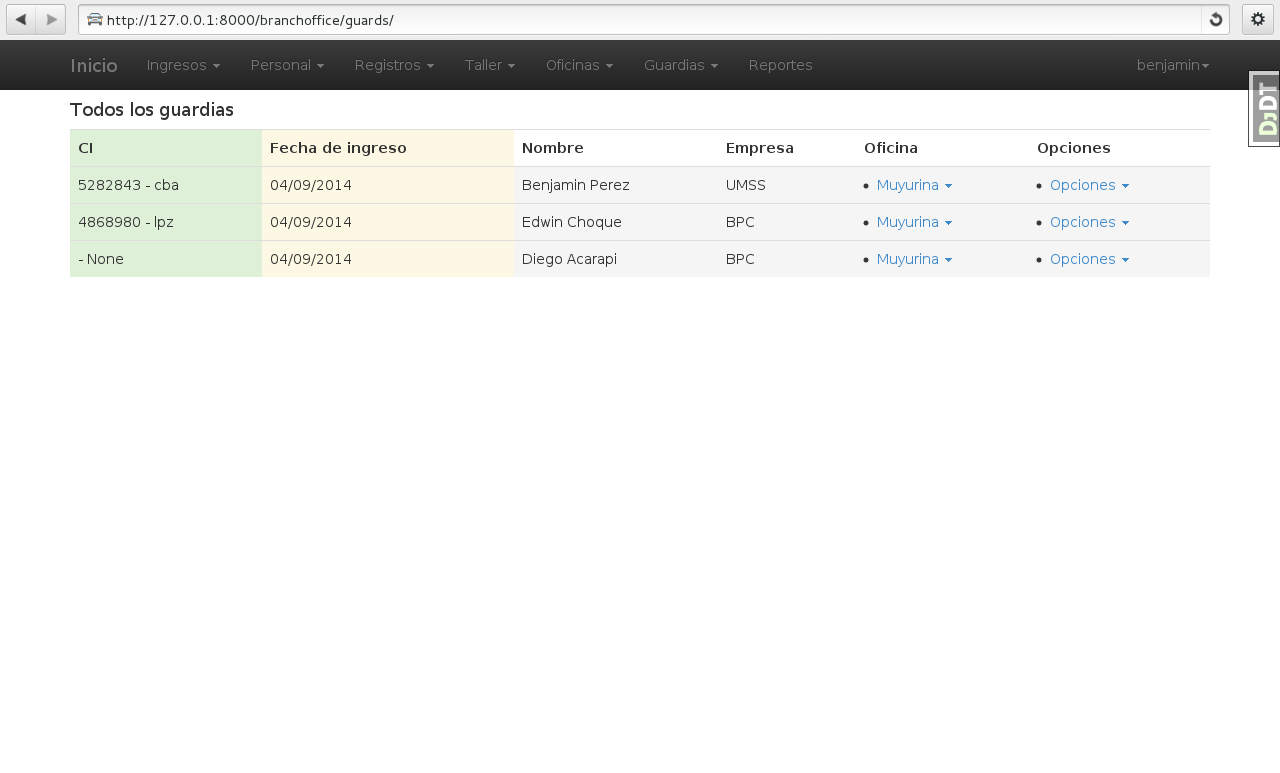 http://127.0.0.1:8000/branchoffice/guards/
Inicio Ingresos Personal Registros Taller Oficinas Guardias Reportes benjamin
DJDT
Todos los guardias
CI Fecha de ingreso Nombre Empresa Oficina Opciones
5282843 - cba 04/09/2014 Benjamin Perez UMSS • Muyurina • Opciones
4868980 - lpz 04/09/2014 Edwin Choque BPC • Muyurina • Opciones
- None 04/09/2014 Diego Acarapi BPC • Muyurina • Opciones